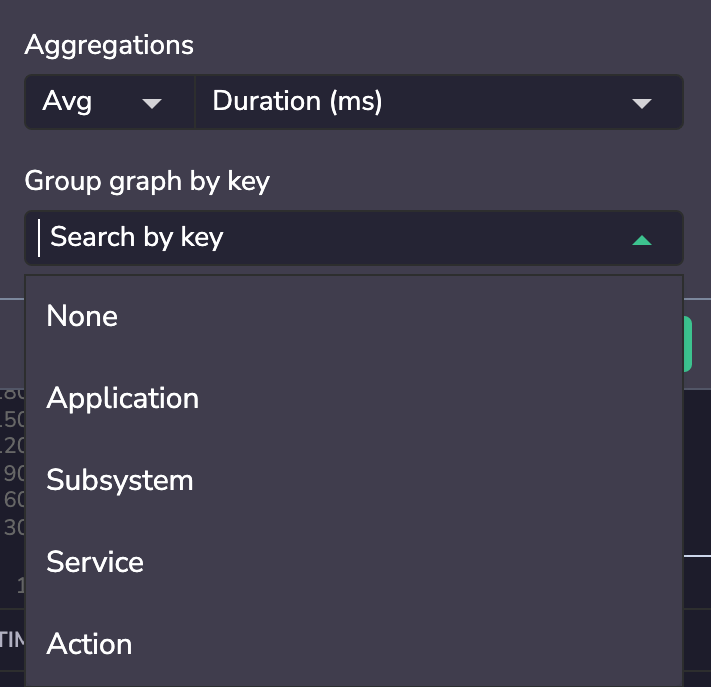 Aggregations
Avg Duration (ms)
Group graph by key
Search by key
None
Application
Subsystem
Service
Action